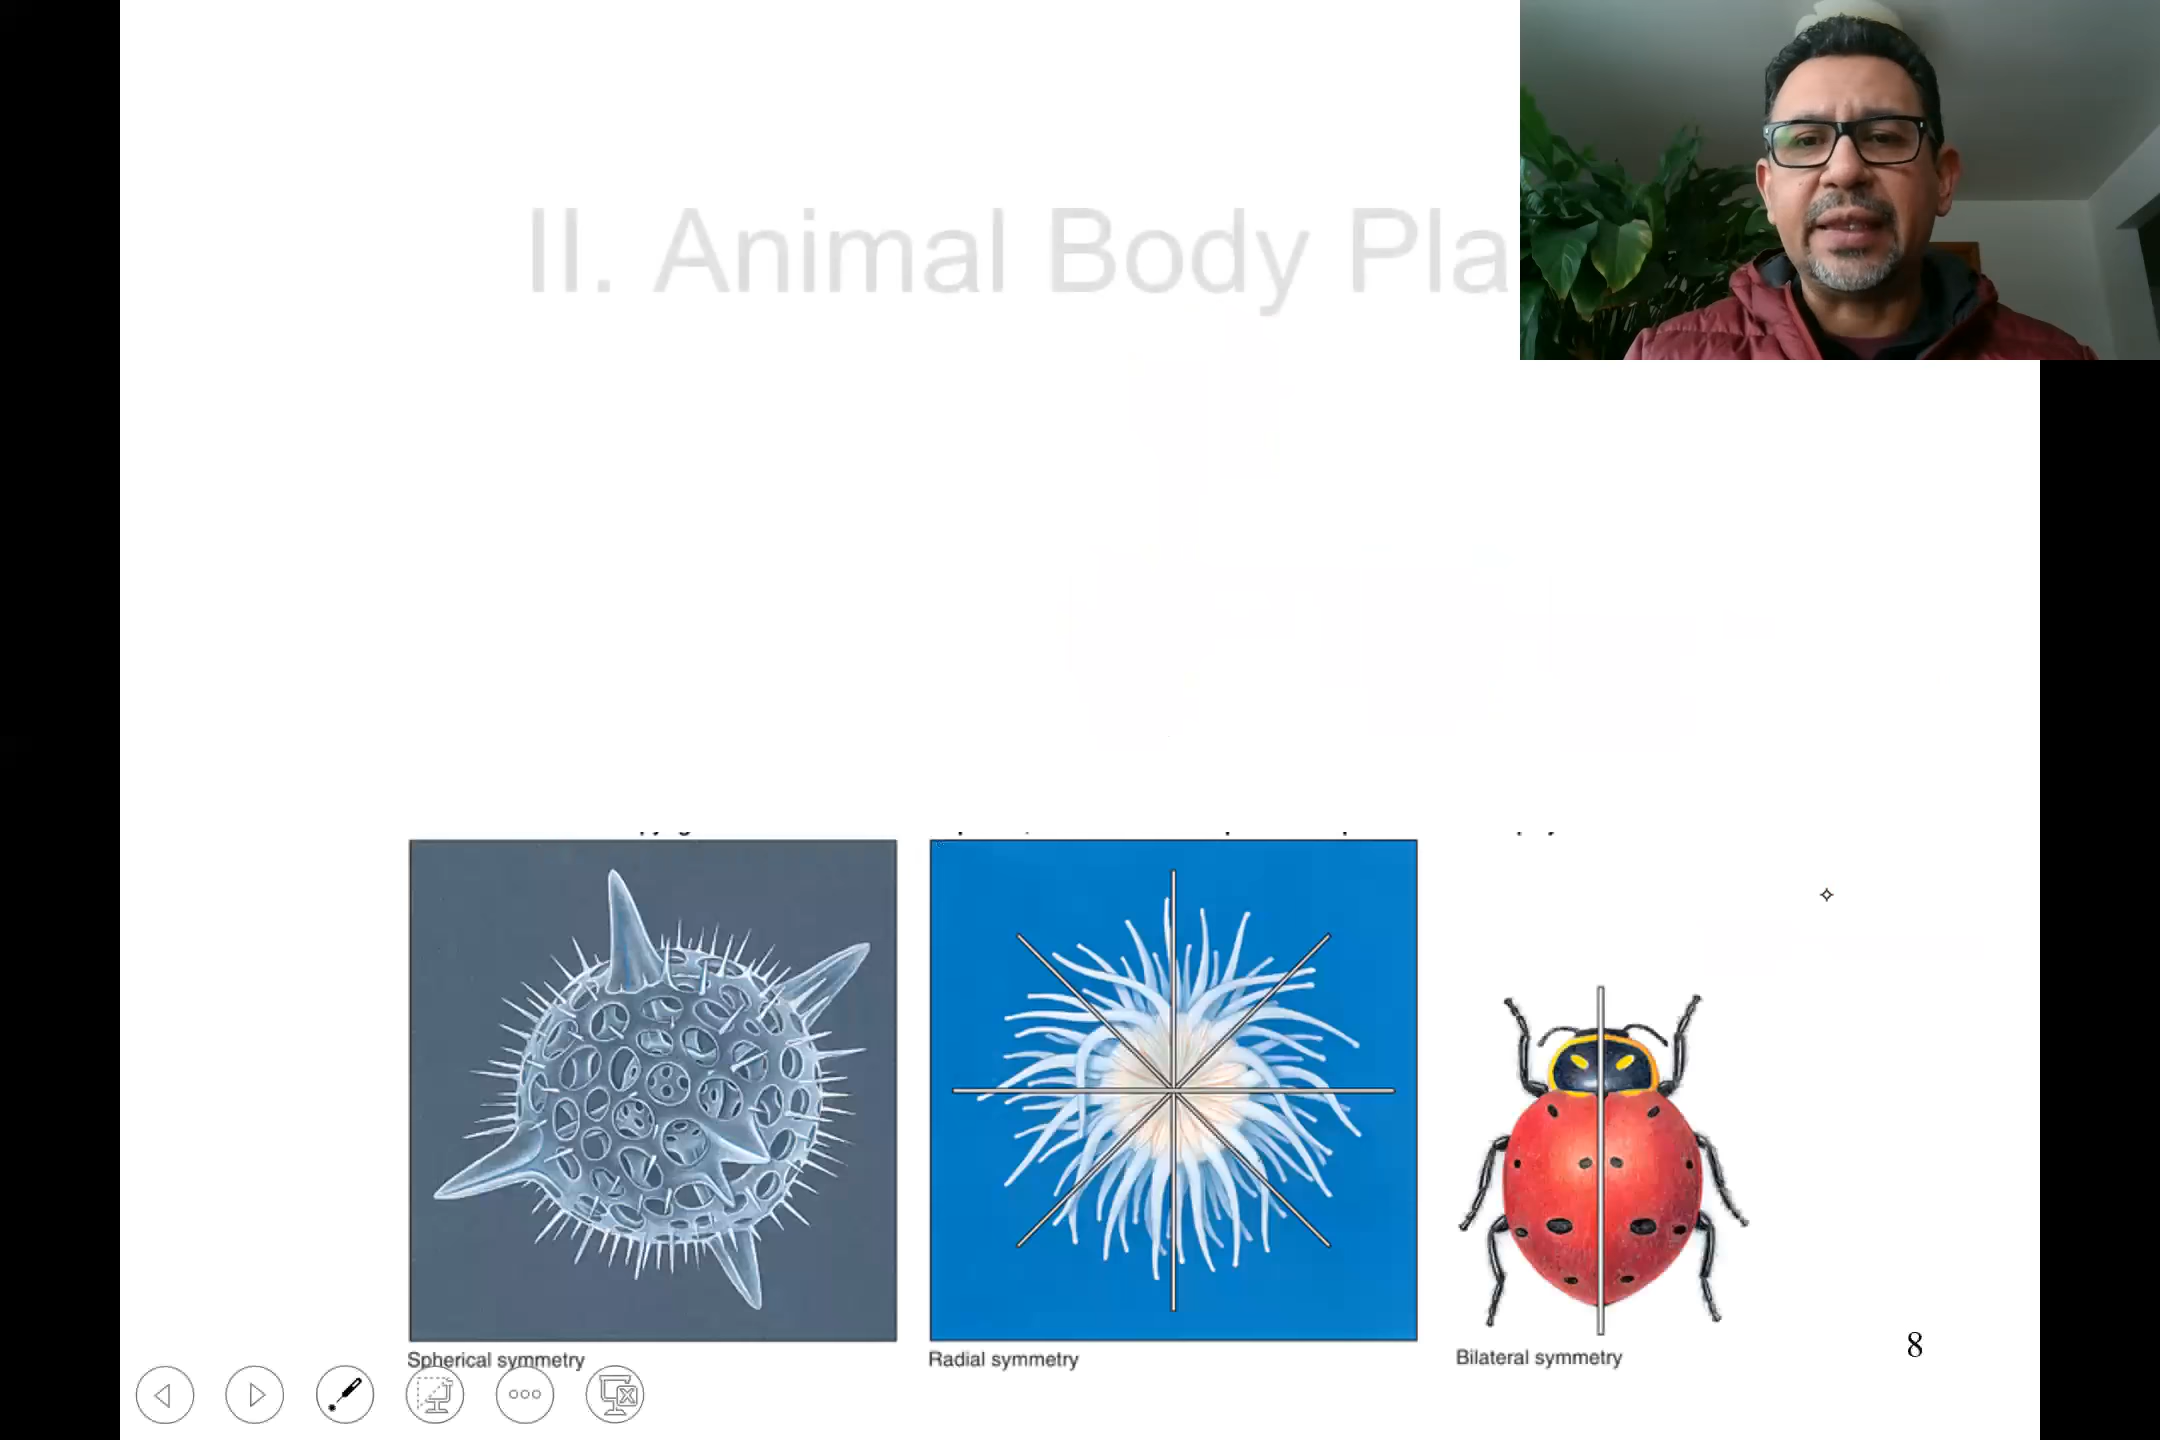 II. Animal Body Pla
Spherical symmetry
Radial symmetry
Bilateral symmetry
8